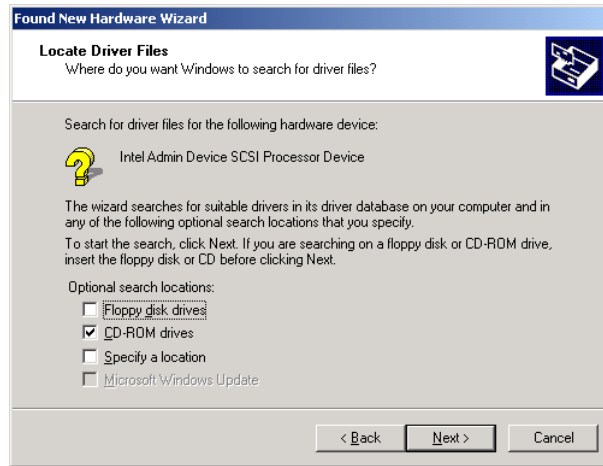 Found New Hardware Wizard
Locate Driver Files
Where do you want Windows to search for driver files?
Search for driver files for the following hardware device:
Intel Admin Device SCSI Processor Device
The wizard searches for suitable drivers in its driver database on your computer and in
any of the following optional search locations that you specify.
To start the search, click Next. If you are searching on a floppy disk or CD-ROM drive,
insert the floppy disk or CD before clicking Next.
Optional search locations:
Floppy disk drives
CD-ROM drives
Specify a location
Microsoft Windows Update
< Back Next > Cancel